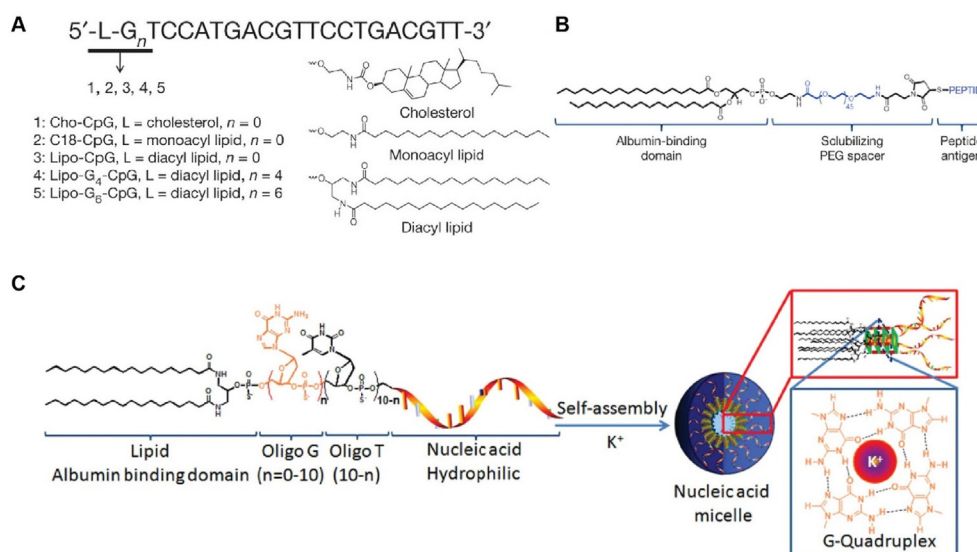 A
5′-L-GnTCCATGACGTTCCTGACGTT-3′
1, 2, 3, 4, 5
1: Cho-CpG, L = cholesterol, n = 0
2: C18-CpG, L = monoacyl lipid, n = 0
3: Lipo-CpG, L = diacyl lipid, n = 0
4: Lipo-G4-CpG, L = diacyl lipid, n = 4
5: Lipo-G6-CpG, L = diacyl lipid, n = 6
Cholesterol
Monoacyl lipid
Diacyl lipid
B
45
S-PEPTID
Albumin-binding
domain
Solubilizing
PEG spacer
Peptide
antigen
C
n
10-n
Lipid
Albumin binding domain
Oligo G
(n=0-10)
Oligo T
(10-n)
Nucleic acid
Hydrophilic
Self-assembly
K+
Nucleic acid
micelle
K+
G-Quadruplex